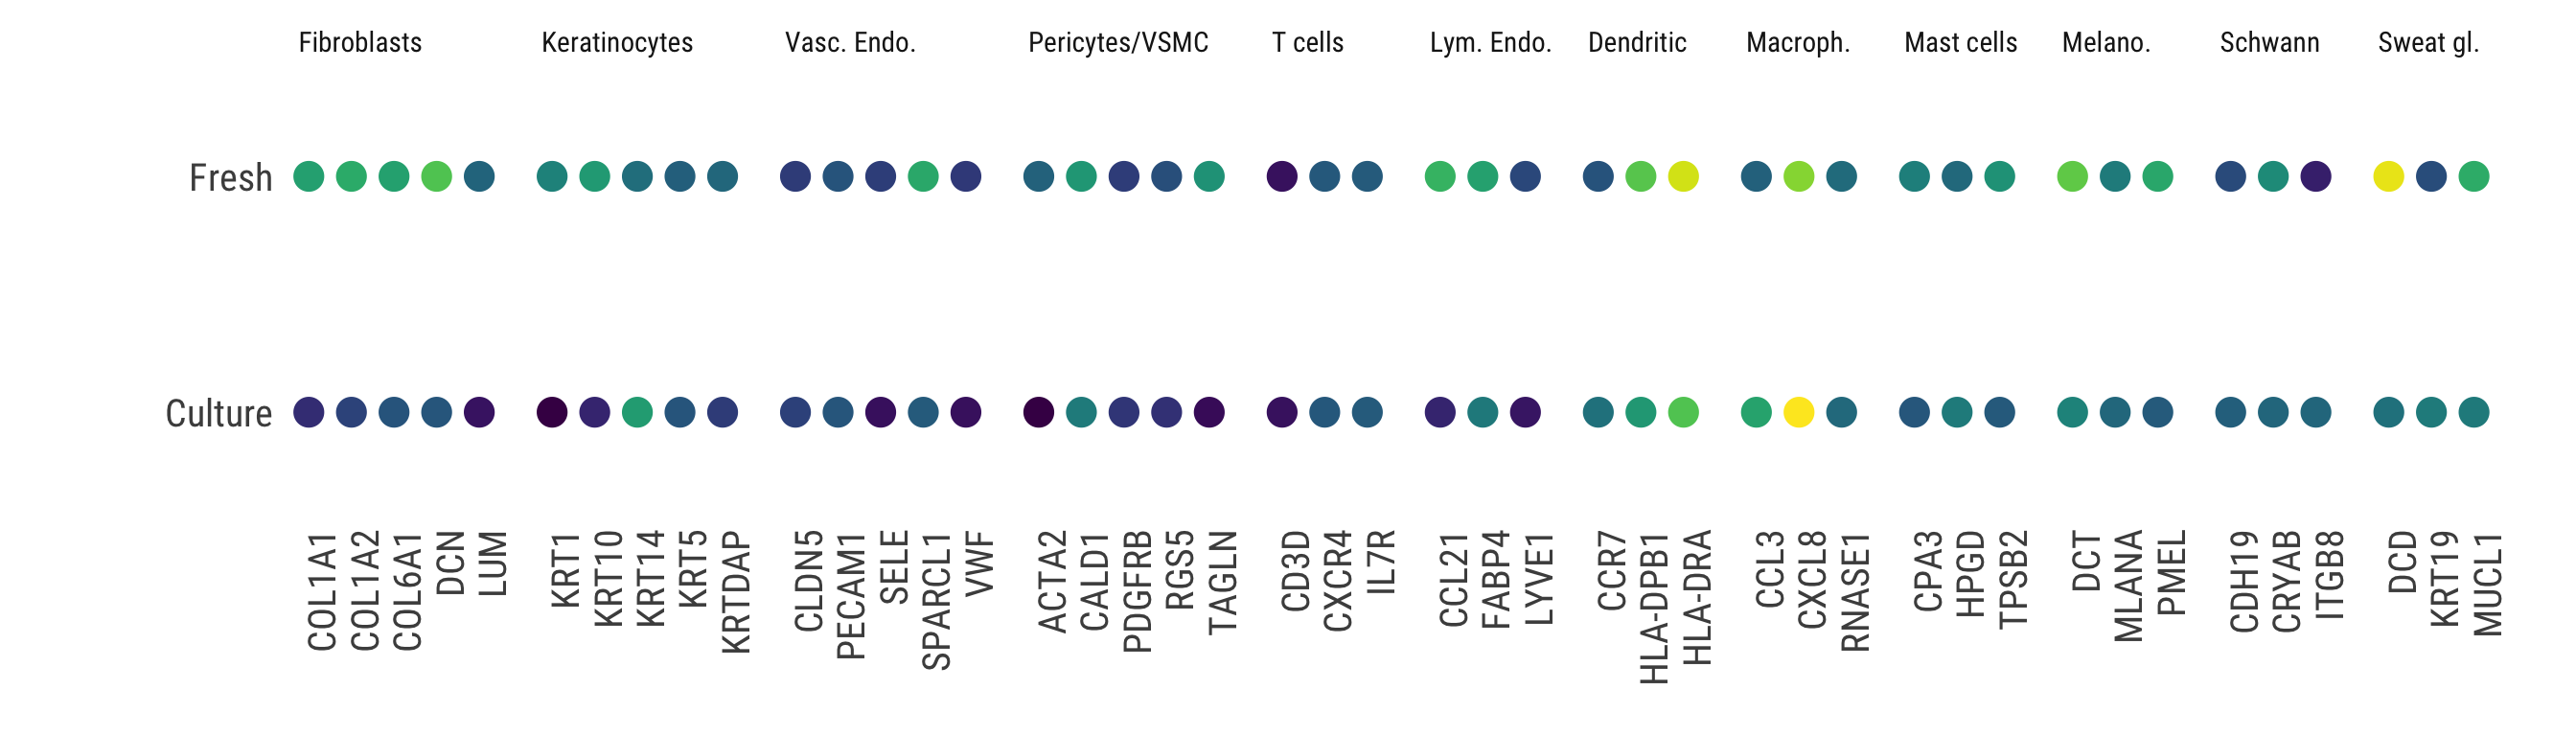 Fibroblasts Keratinocytes Vasc. Endo. Pericytes/VSMC T cells Lym. Endo. Dendritic Macroph. Mast cells Melano. Schwann Sweat gl.
Fresh
Culture
COL1A1 COL1A2 COL6A1 DCN LUM KRT1 KRT10 KRT14 KRT5 KRTDAP CLDN5 PECAM1 SELE SPARCL1 VWF ACTA2 CALD1 PDGFRB RGS5 TAGLN CD3D CXCR4 IL7R CCL21 FABP4 LYVE1 CCR7 HLA-DPB1 HLA-DRA CCL3 CXCL8 RNASE1 CPA3 HPGD TPSB2 DCT MLANA PMEL CDH19 CRYAB ITGB8 DCD KRT19 MUCL1